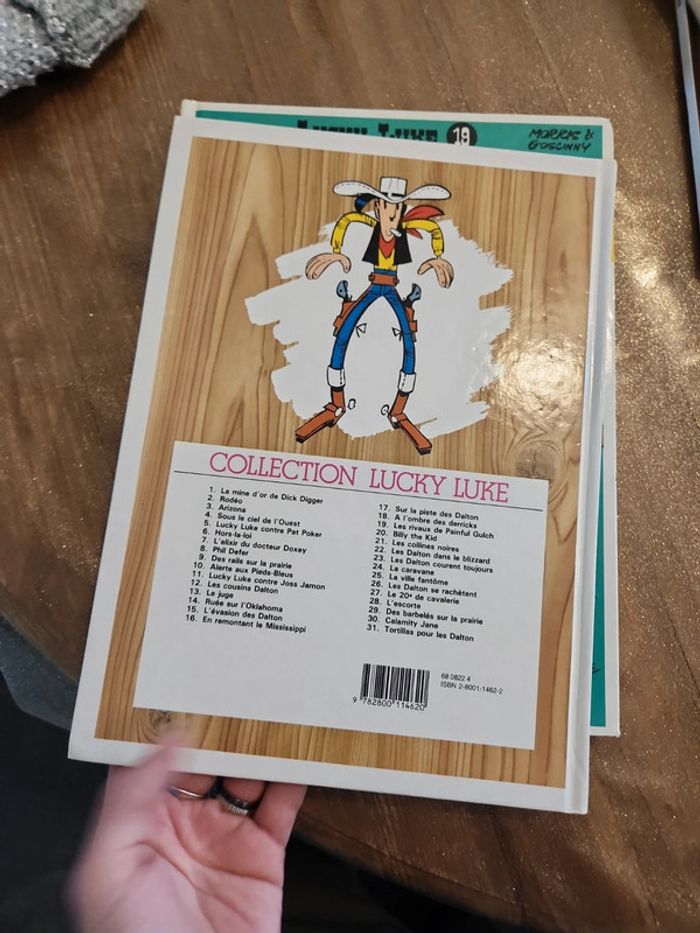 LUCKY LUKE 19
MORRIS &
GOSCINNY
COLLECTION LUCKY LUKE
1. La mine d'or de Dick Digger
2. Rodéo
3. Arizona
4. Sous le ciel de l'Ouest
5. Lucky Luke contre Pat Poker
6. Hors-la-loi
7. L'elixir du docteur Doxey
8. Phil Defer
9. Des rails sur la prairie
10. Alerte aux Pieds-Bleus
11. Lucky Luke contre Joss Jamon
12. Les cousins Dalton
13. Le juge
14. Ruée sur l'Oklahoma
15. L'évasion des Dalton
16. En remontant le Mississippi
17. Sur la piste des Dalton
18. A l'ombre des derricks
19. Les rivaux de Painful Gulch
20. Billy the Kid
21. Les collines noires
22. Les Dalton dans le blizzard
23. Les Dalton courent toujours
24. La caravane
25. La ville fantôme
26. Les Dalton se rachètent
27. Le 20e de cavalerie
28. L'escorte
29. Des barbelés sur la prairie
30. Calamity Jane
31. Tortillas pour les Dalton
68 0822 4
ISBN 2-8001-1462-2
9 782800 114620